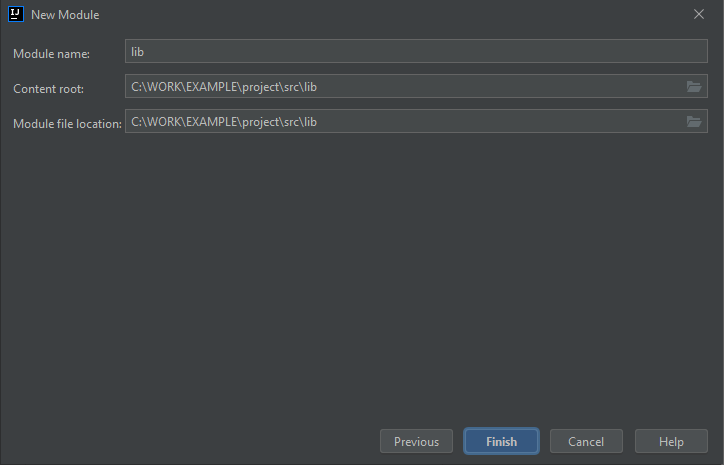 IJ New Module
Module name: lib
Content root: C:\WORK\EXAMPLE\project\src\lib
Module file location: C:\WORK\EXAMPLE\project\src\lib
Previous Finish Cancel Help